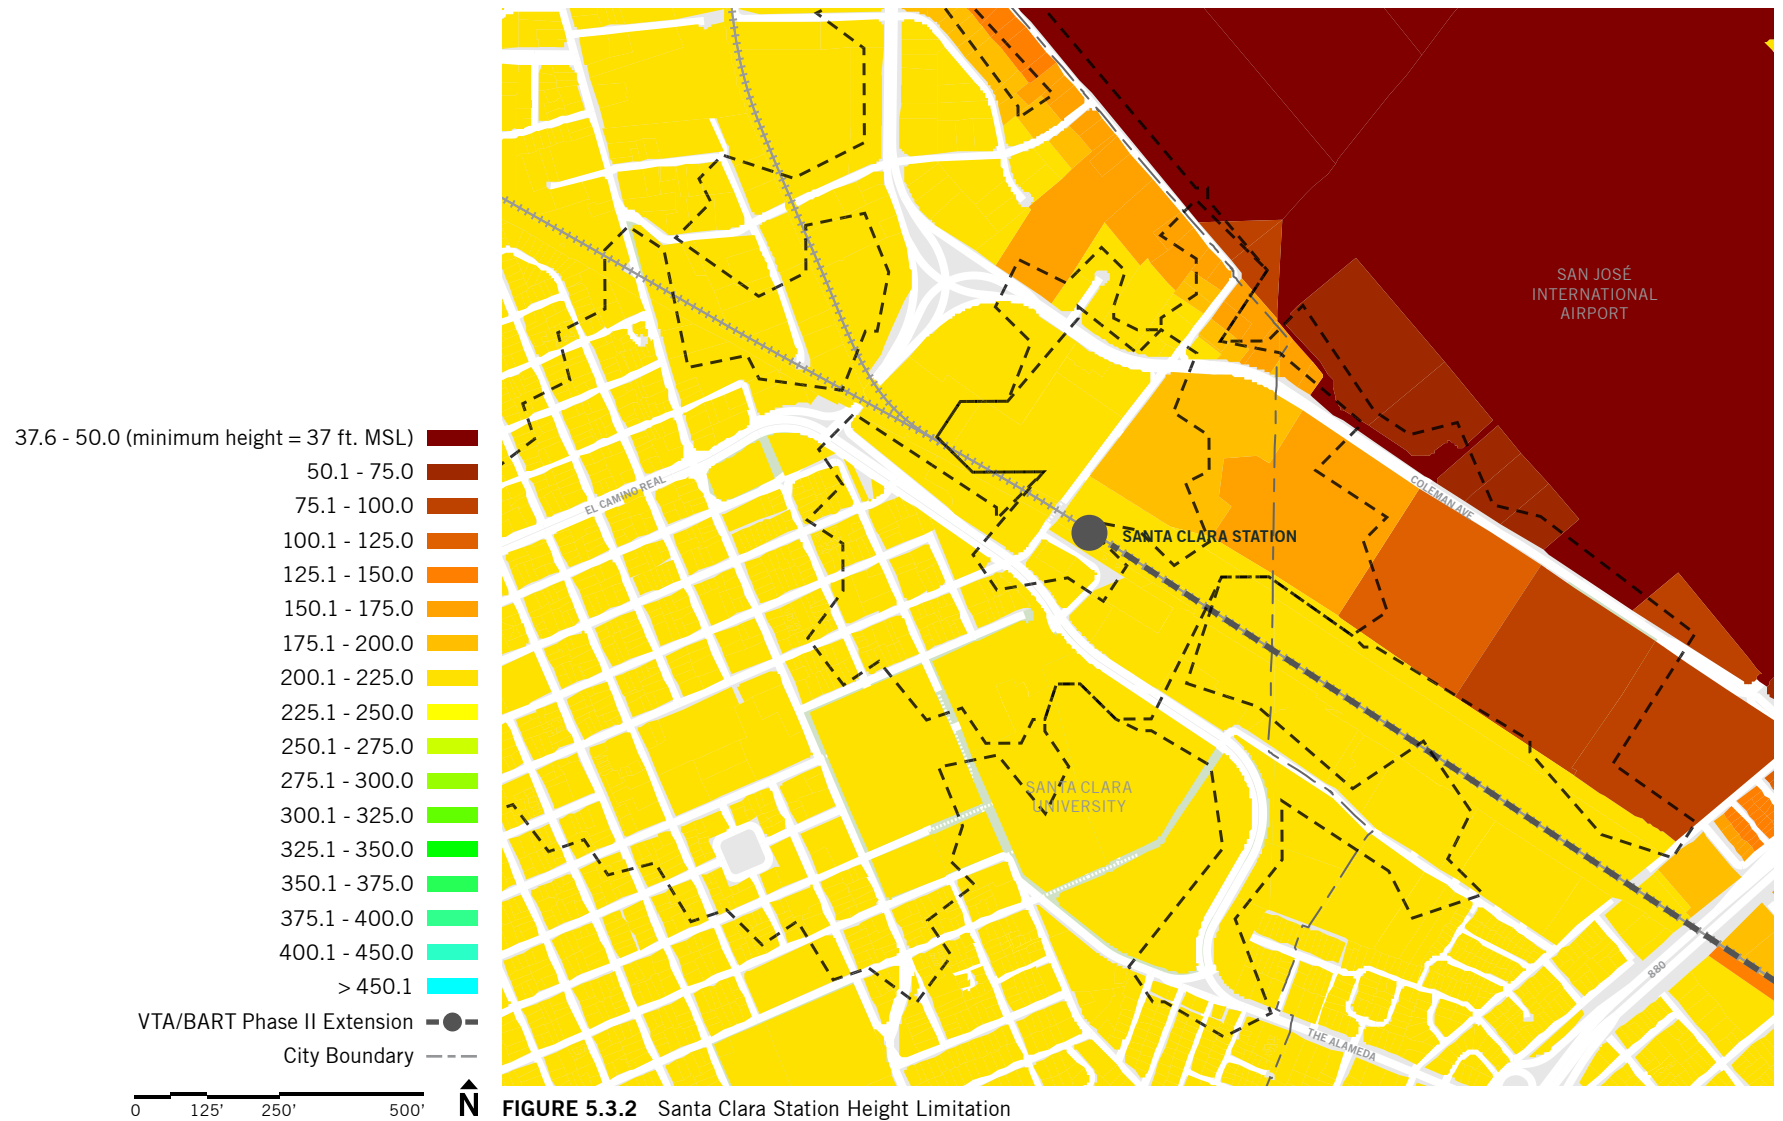 37.6 - 50.0 (minimum height = 37 ft. MSL)
50.1 - 75.0
75.1 - 100.0
100.1 - 125.0
125.1 - 150.0
150.1 - 175.0
175.1 - 200.0
200.1 - 225.0
225.1 - 250.0
250.1 - 275.0
275.1 - 300.0
300.1 - 325.0
325.1 - 350.0
350.1 - 375.0
375.1 - 400.0
400.1 - 450.0
> 450.1
VTA/BART Phase II Extension
City Boundary
0 125’ 250’ 500’
N
SAN JOSÉ
INTERNATIONAL
AIRPORT
EL CAMINO REAL
COLEMAN AVE
SANTA CLARA STATION
SANTA CLARA
UNIVERSITY
880
THE ALAMEDA
FIGURE 5.3.2 Santa Clara Station Height Limitation